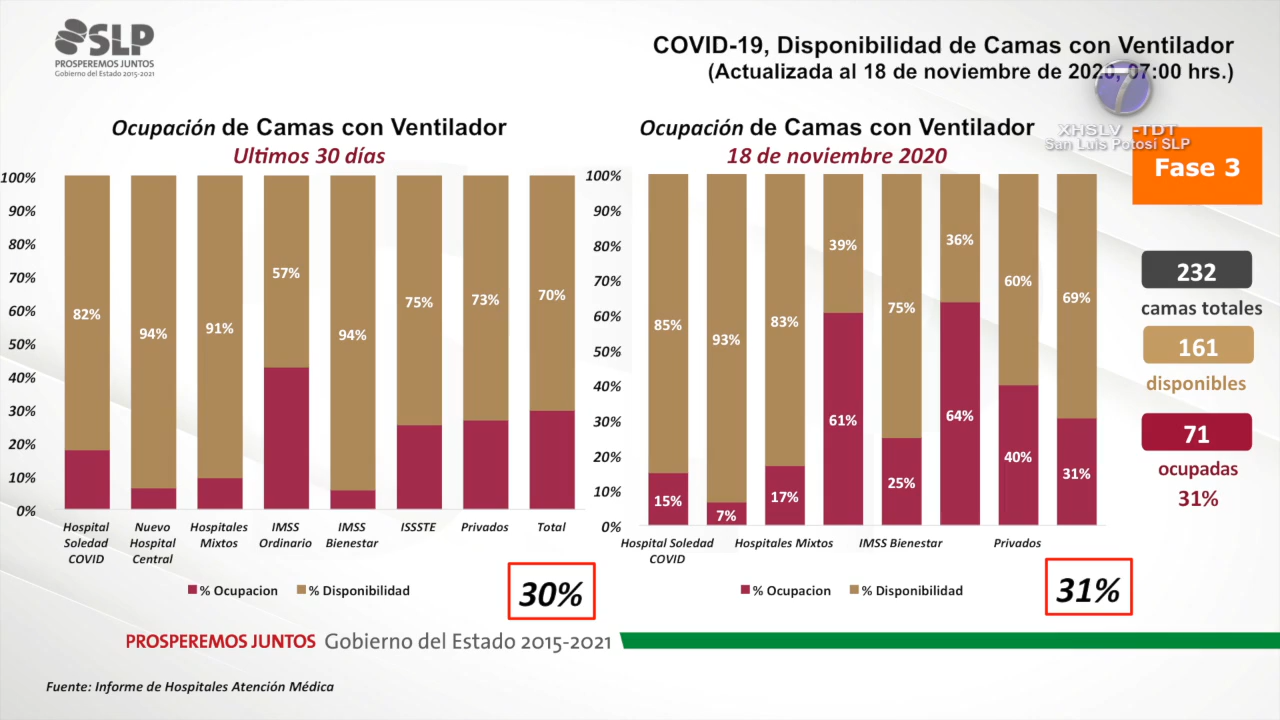 SLP
PROSPEREMOS JUNTOS
Gobierno del Estado 2015-2021
COVID-19, Disponibilidad de Camas con Ventilador
(Actualizada al 18 de noviembre de 2020, 07:00 hrs.)
7
XHSLV -TDT
San Luis Potosí SLP
Fase 3
Ocupación de Camas con Ventilador
Ultimos 30 días
100%
90%
80%
70%
60%
50%
40%
30%
20%
10%
0%
82%
94%
91%
57%
94%
75%
73%
70%
Hospital Soledad COVID
Nuevo Hospital Central
Hospitales Mixtos
IMSS Ordinario
IMSS Bienestar
ISSSTE
Privados
Total
% Ocupacion
% Disponibilidad
30%
Ocupación de Camas con Ventilador
18 de noviembre 2020
100%
90%
80%
70%
60%
50%
40%
30%
20%
10%
0%
85%
93%
83%
39%
75%
36%
60%
69%
15%
7%
17%
61%
25%
64%
40%
31%
Hospital Soledad COVID
Hospitales Mixtos
IMSS Bienestar
Privados
% Ocupacion
% Disponibilidad
31%
232
camas totales
161
disponibles
71
ocupadas
31%
PROSPEREMOS JUNTOS Gobierno del Estado 2015-2021
Fuente: Informe de Hospitales Atención Médica